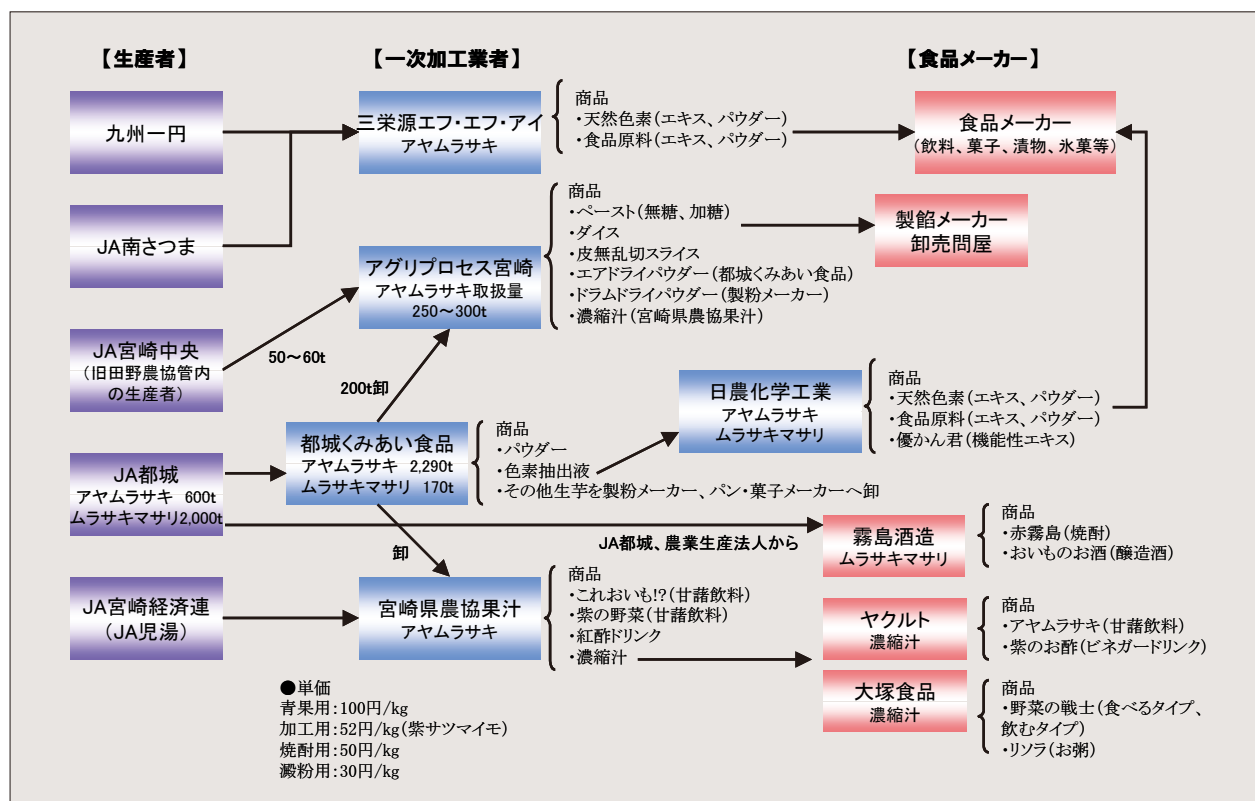 【生産者】
【一次加工業者】
【食品メーカー】
九州一円
JA南さつま
JA宮崎中央
(旧田野農協管内
の生産者)
50～60t
JA都城
アヤムラサキ 600t
ムラサキマサリ2,000t
JA宮崎経済連
(JA児湯)
三栄源エフ・エフ・アイ
アヤムラサキ
商品
・天然色素(エキス、パウダー)
・食品原料(エキス、パウダー)
アグリプロセス宮崎
アヤムラサキ取扱量
250～300t
商品
・ペースト(無糖、加糖)
・ダイス
・皮無乱切スライス
・エアドライパウダー(都城くみあい食品)
・ドラムドライパウダー(製粉メーカー)
・濃縮汁(宮崎県農協果汁)
200t卸
都城くみあい食品
アヤムラサキ 2,290t
ムラサキマサリ 170t
商品
・パウダー
・色素抽出液
・その他生芋を製粉メーカー、パン・菓子メーカーへ卸
卸
JA都城、農業生産法人から
宮崎県農協果汁
アヤムラサキ
商品
・これおいも!?(甘藷飲料)
・紫の野菜(甘藷飲料)
・紅酢ドリンク
・濃縮汁
日農化学工業
アヤムラサキ
ムラサキマサリ
商品
・天然色素(エキス、パウダー)
・食品原料(エキス、パウダー)
・優かん君(機能性エキス)
食品メーカー
(飲料、菓子、漬物、氷菓等)
製餡メーカー
卸売問屋
霧島酒造
ムラサキマサリ
商品
・赤霧島(焼酎)
・おいものお酒(醸造酒)
ヤクルト
濃縮汁
商品
・アヤムラサキ(甘藷飲料)
・紫のお酢(ビネガードリンク)
大塚食品
濃縮汁
商品
・野菜の戦士(食べるタイプ、
飲むタイプ)
・リソラ(お粥)
●単価
青果用:100円/kg
加工用:52円/kg(紫サツマイモ)
焼酎用:50円/kg
澱粉用:30円/kg